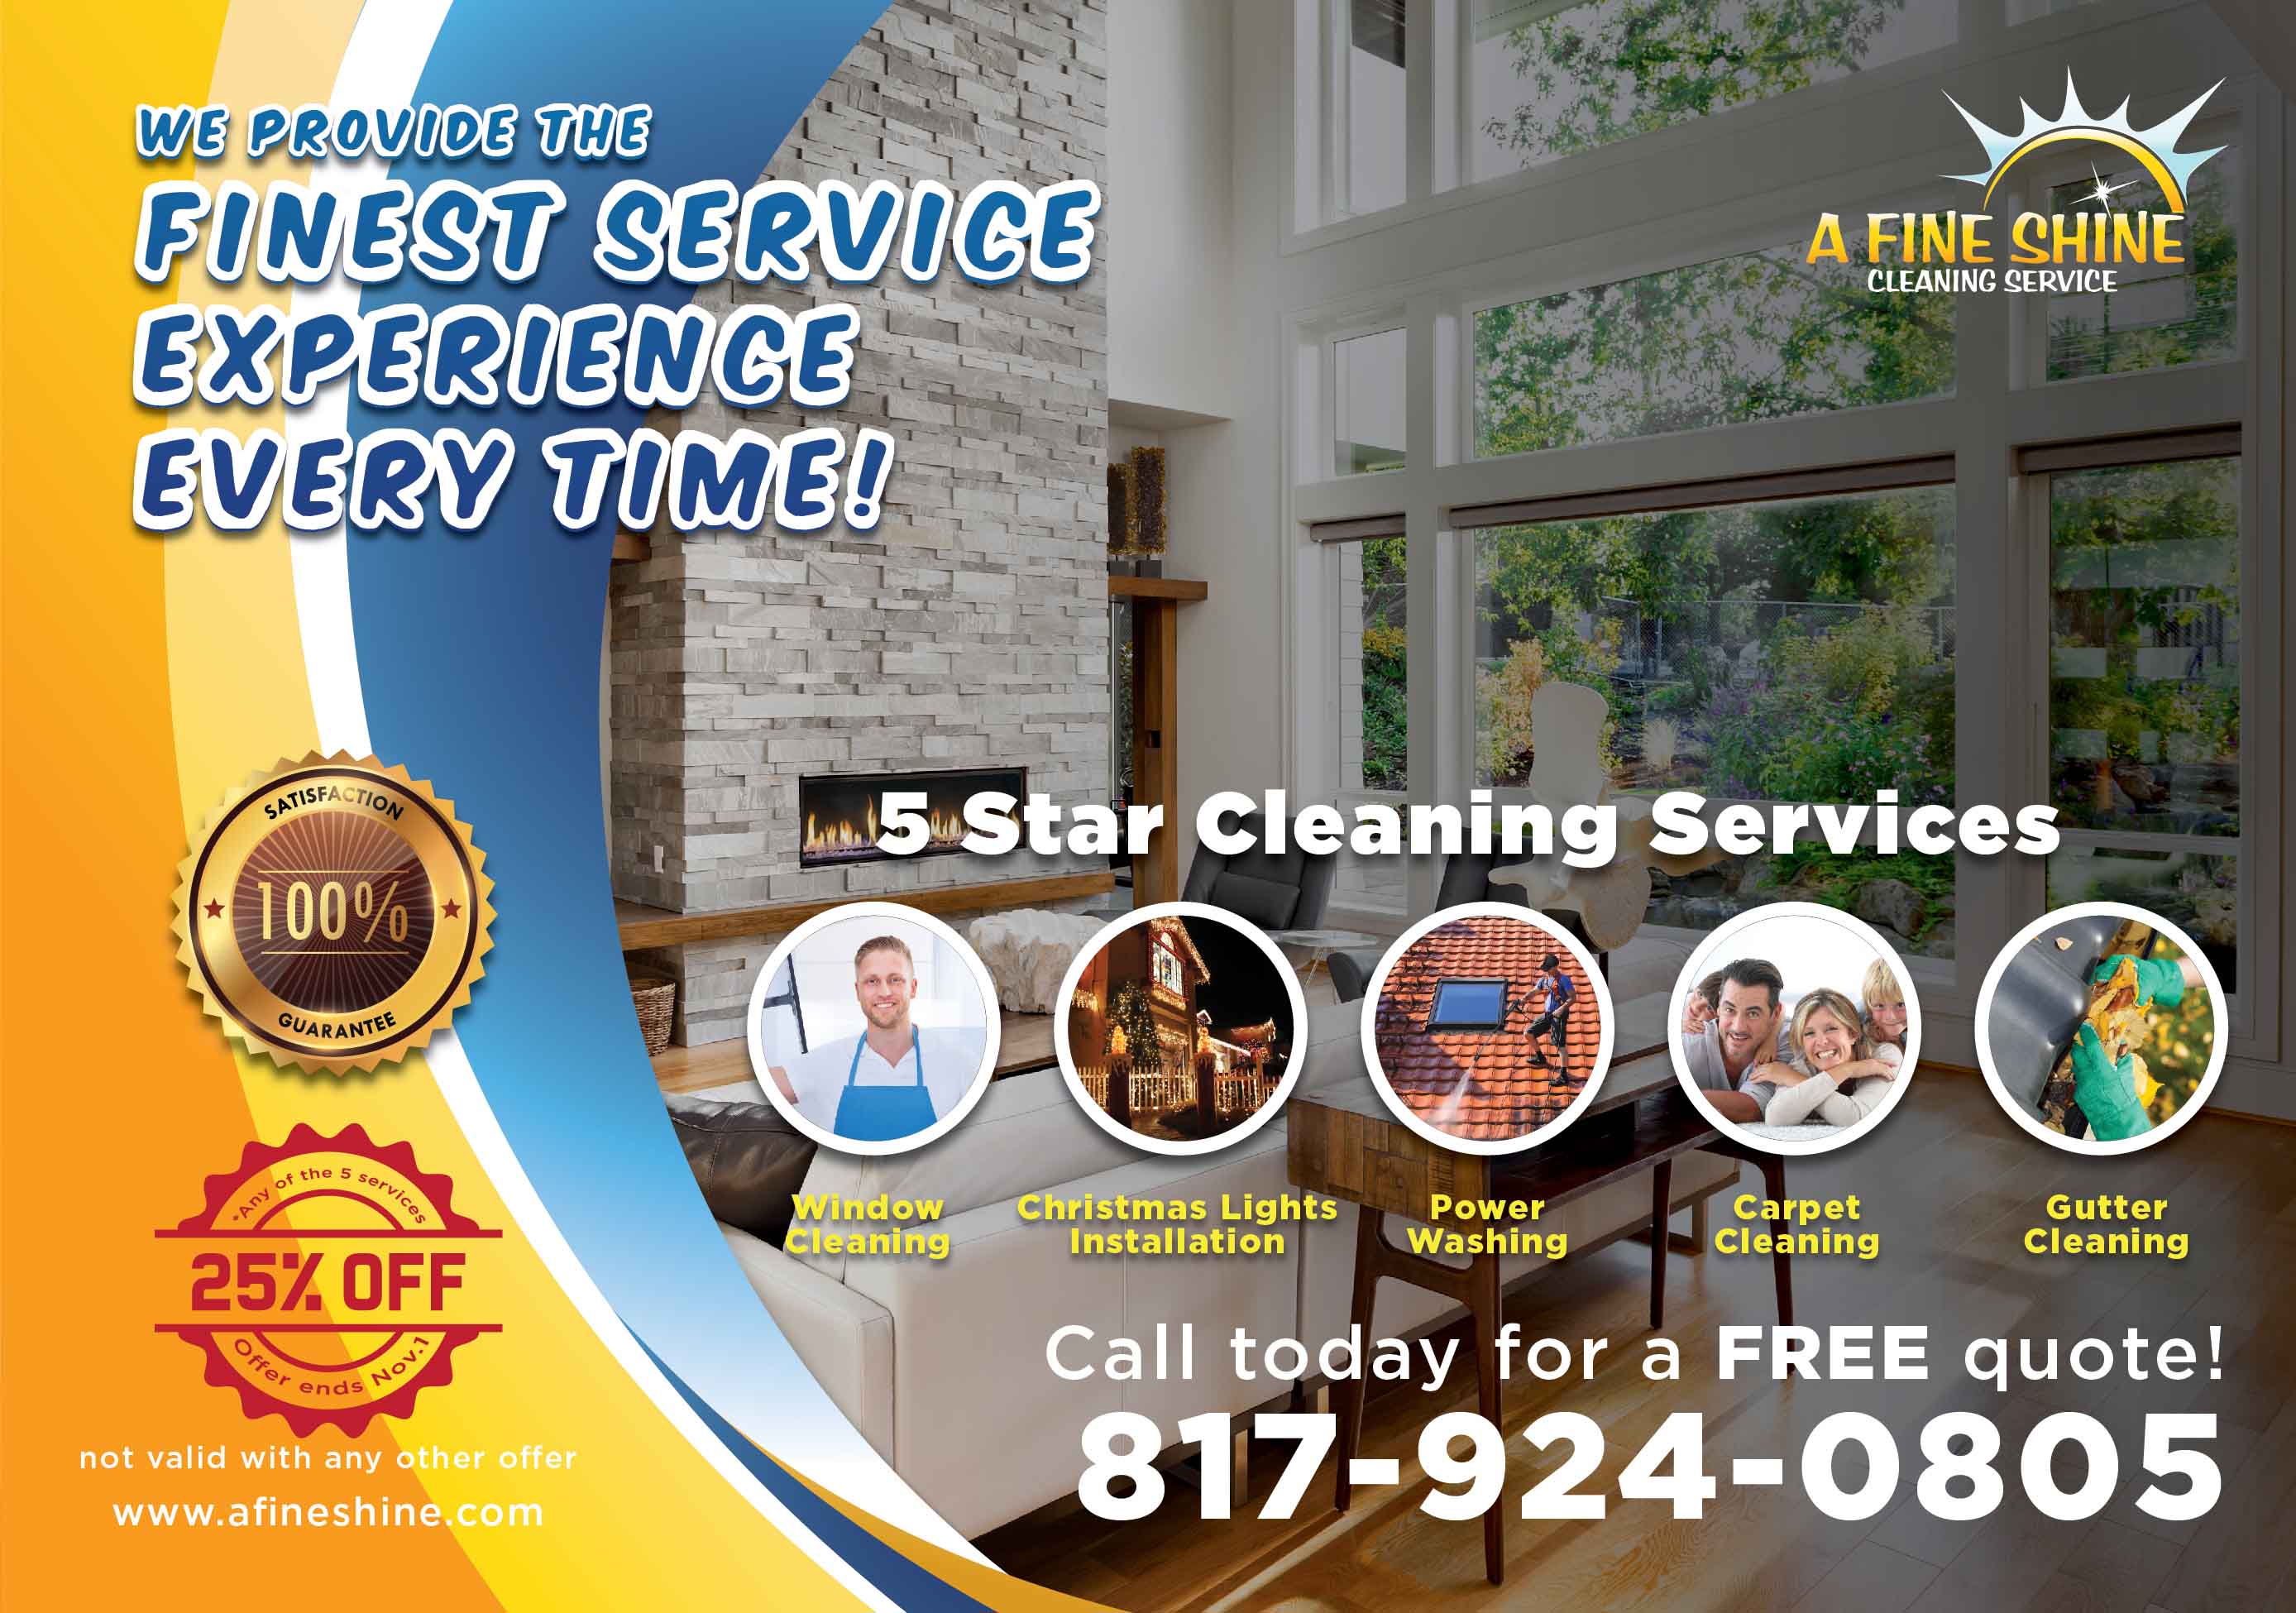 WE PROVIDE THE
FINEST SERVICE
EXPERIENCE
EVERY TIME!
A FINE SHINE
CLEANING SERVICE
SATISFACTION
100%
GUARANTEE
5 Star Cleaning Services
Window
Cleaning
Christmas Lights
Installation
Power
Washing
Carpet
Cleaning
Gutter
Cleaning
*Any of the 5 services
25% OFF
Offer ends Nov.1
not valid with any other offer
www.afineshine.com
Call today for a FREE quote!
817-924-0805